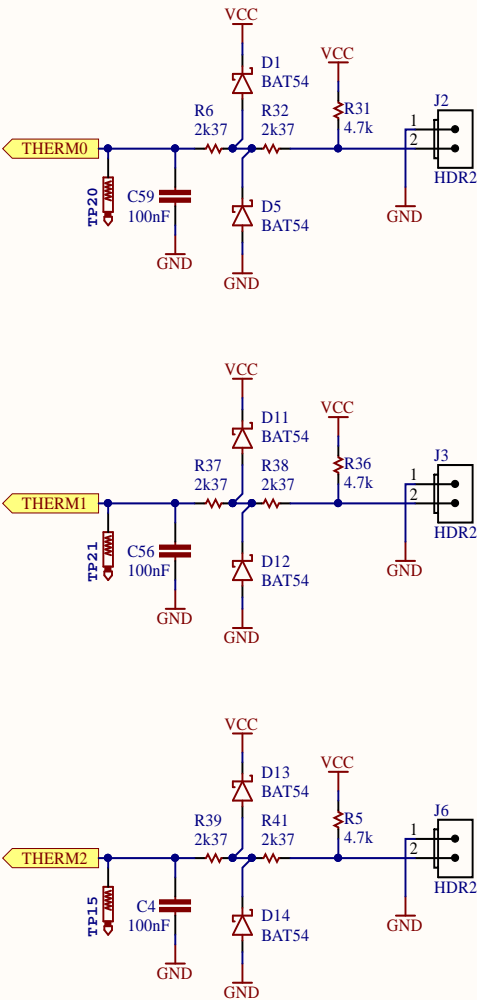 VCC
D1
BAT54
VCC
R6
2k37
R32
2k37
R31
4.7k
J2
1
2
HDR2
THERM0
TP20
C59
100nF
GND
D5
BAT54
GND
GND
VCC
D11
BAT54
VCC
R37
2k37
R38
2k37
R36
4.7k
J3
1
2
HDR2
THERM1
TP21
C56
100nF
GND
D12
BAT54
GND
GND
VCC
D13
BAT54
VCC
R39
2k37
R41
2k37
R5
4.7k
J6
1
2
HDR2
THERM2
TP15
C4
100nF
GND
D14
BAT54
GND
GND